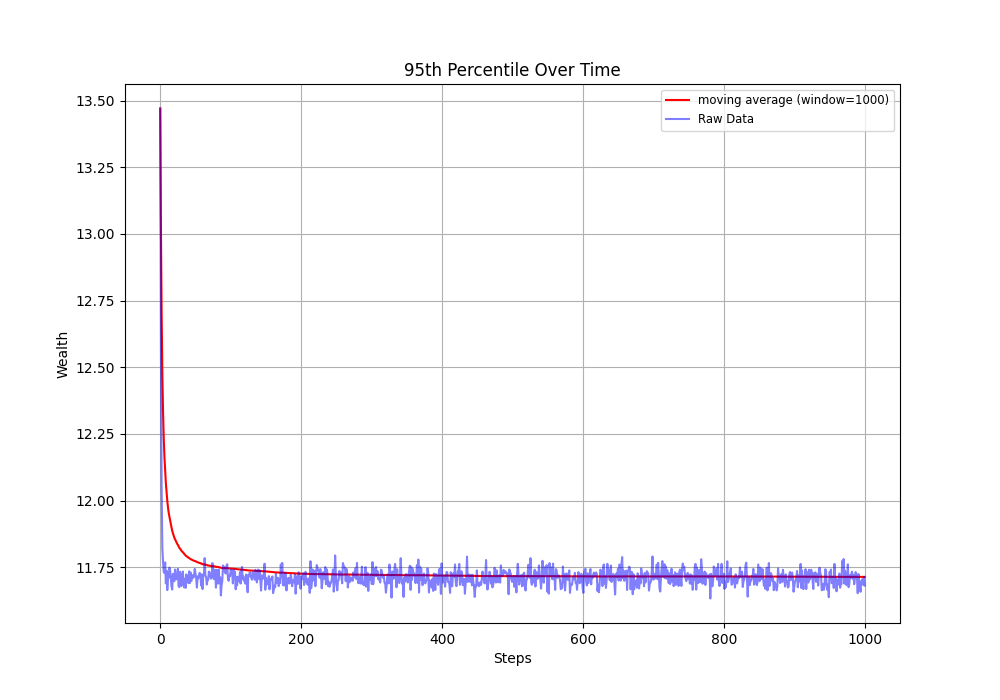 95th Percentile Over Time
moving average (window=1000)
Raw Data
13.50
13.25
13.00
12.75
12.50
12.25
12.00
11.75
Wealth
0
200
400
600
800
1000
Steps